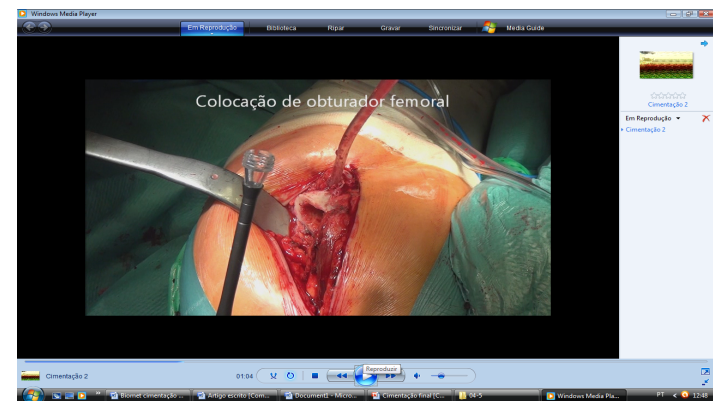 Windows Media Player
Em Reprodução
Biblioteca
Ripar
Gravar
Sincronizar
Media Guide
Colocação de obturador femoral
Cimentação 2
Em Reprodução
Cimentação 2
Cimentação 2
01:04
Reproduzir
Biomet cimentação ...
Artigo escrito [Com...
Document1 - Micro...
Cimentação final [C...
04-5
Windows Media Pla...
PT
12:48